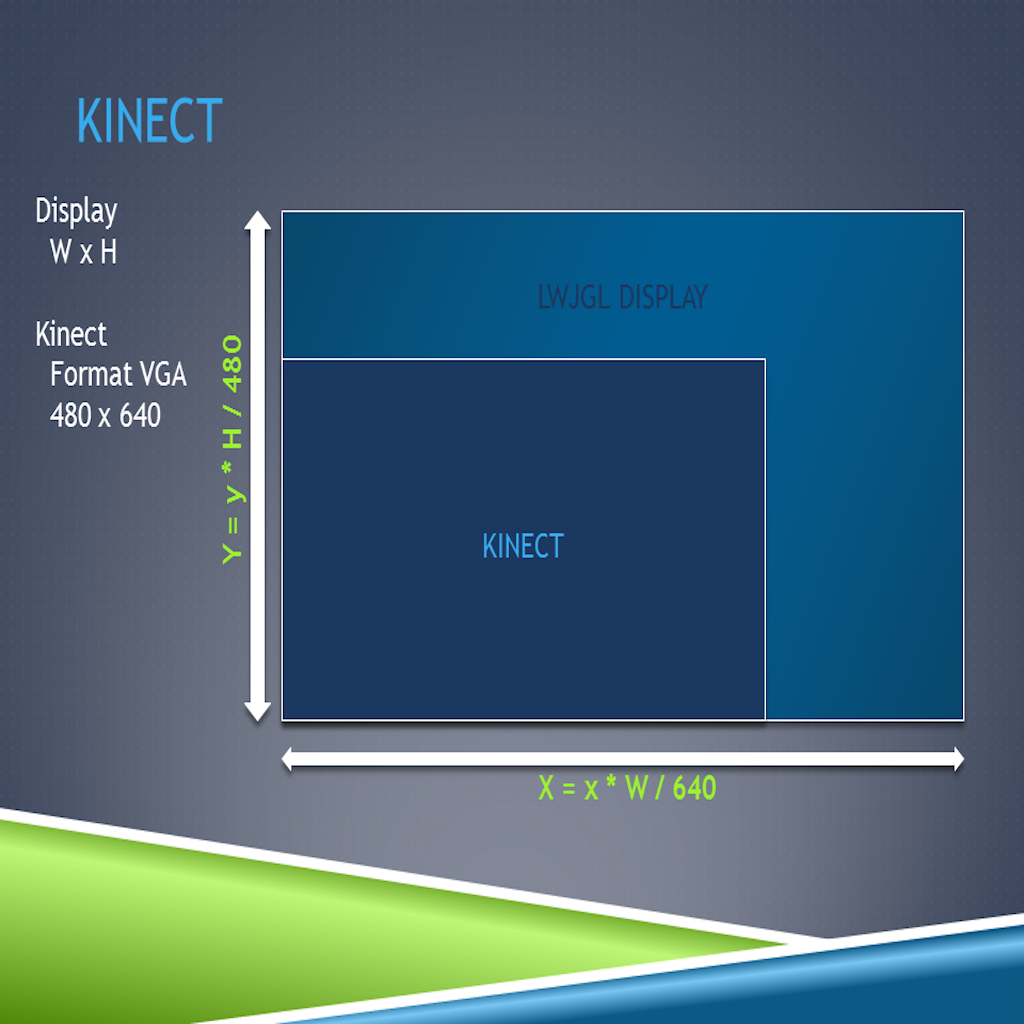 KINECT
Display
W x H
Kinect
Format VGA
480 x 640
Y = y * H / 480
LWJGL DISPLAY
KINECT
X = x * W / 640